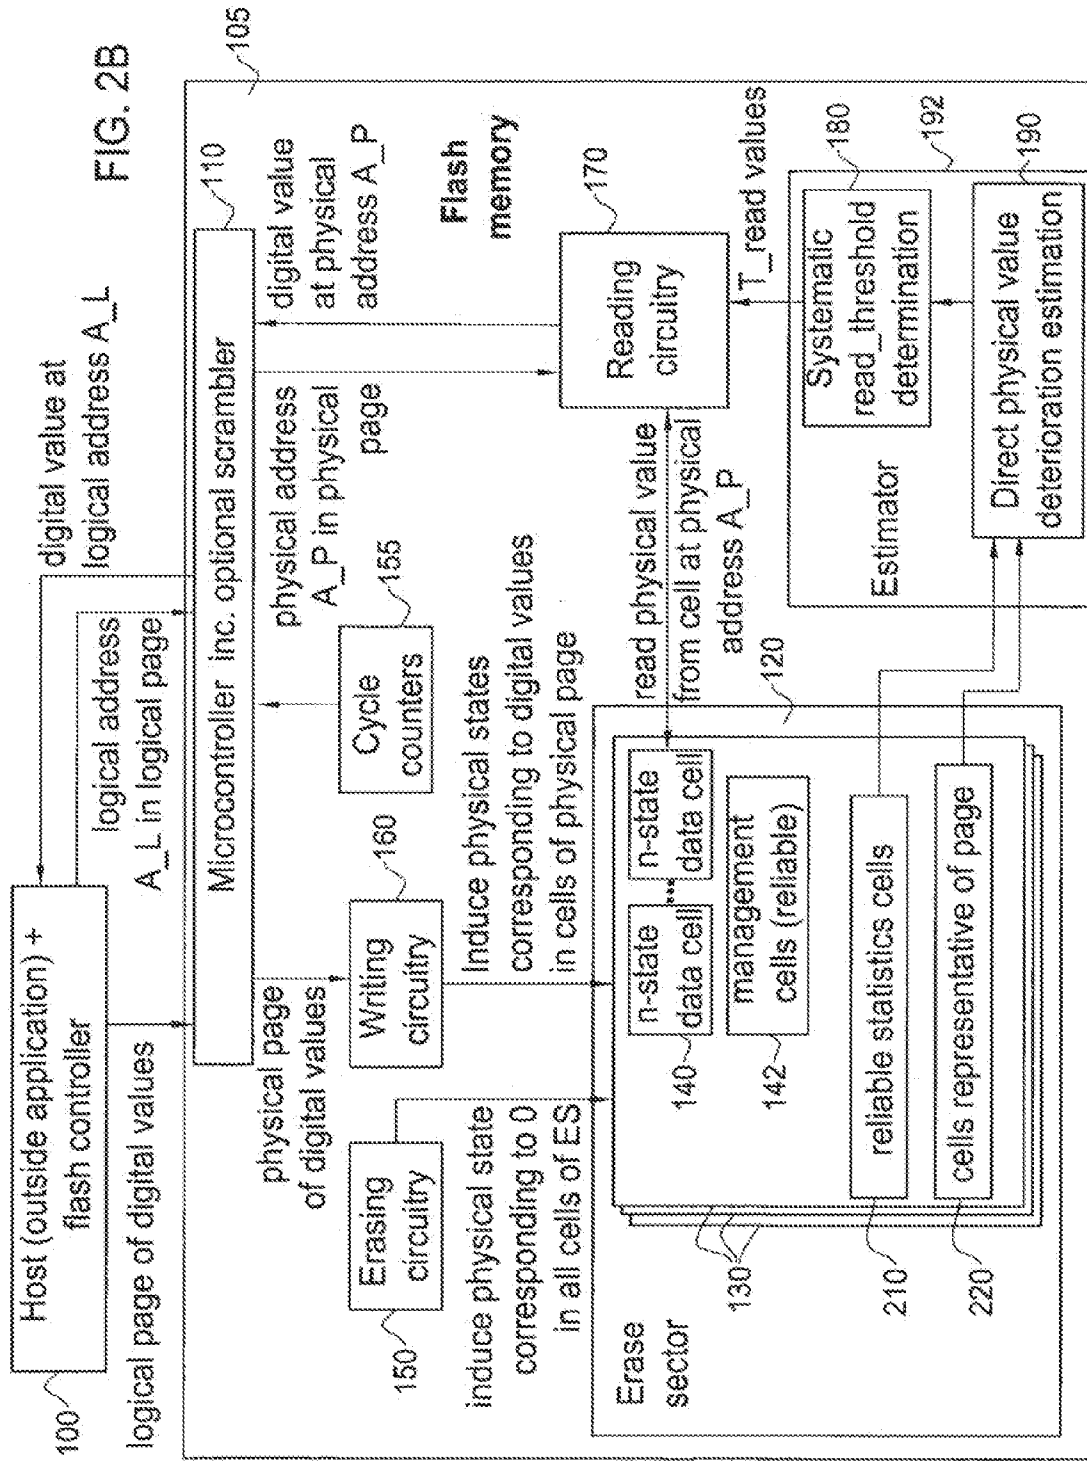 FIG. 2B
Host (outside application) +
flash controller
100
logical page of digital values
logical address
A_L in logical page
digital value at
logical address A_L
105
Microcontroller inc. optional scrambler
110
physical page
of digital values
physical address
A_P in physical
page
digital value
at physical
address A_P
Flash
memory
Erasing
circuitry
150
Writing
circuitry
160
Cycle
counters
155
Reading
circuitry
170
induce physical state
corresponding to 0
in all cells of ES
Induce physical states
corresponding to digital values
in cells of physical page
read physical value
from cell at physical
address A_P
T_read values
Erase
sector
120
130
n-state
data cell
n-state
data cell
140
management
cells (reliable)
142
reliable statistics cells
210
cells representative of page
220
Estimator
Systematic
read_threshold
determination
180
192
Direct physical value
deterioration estimation
190